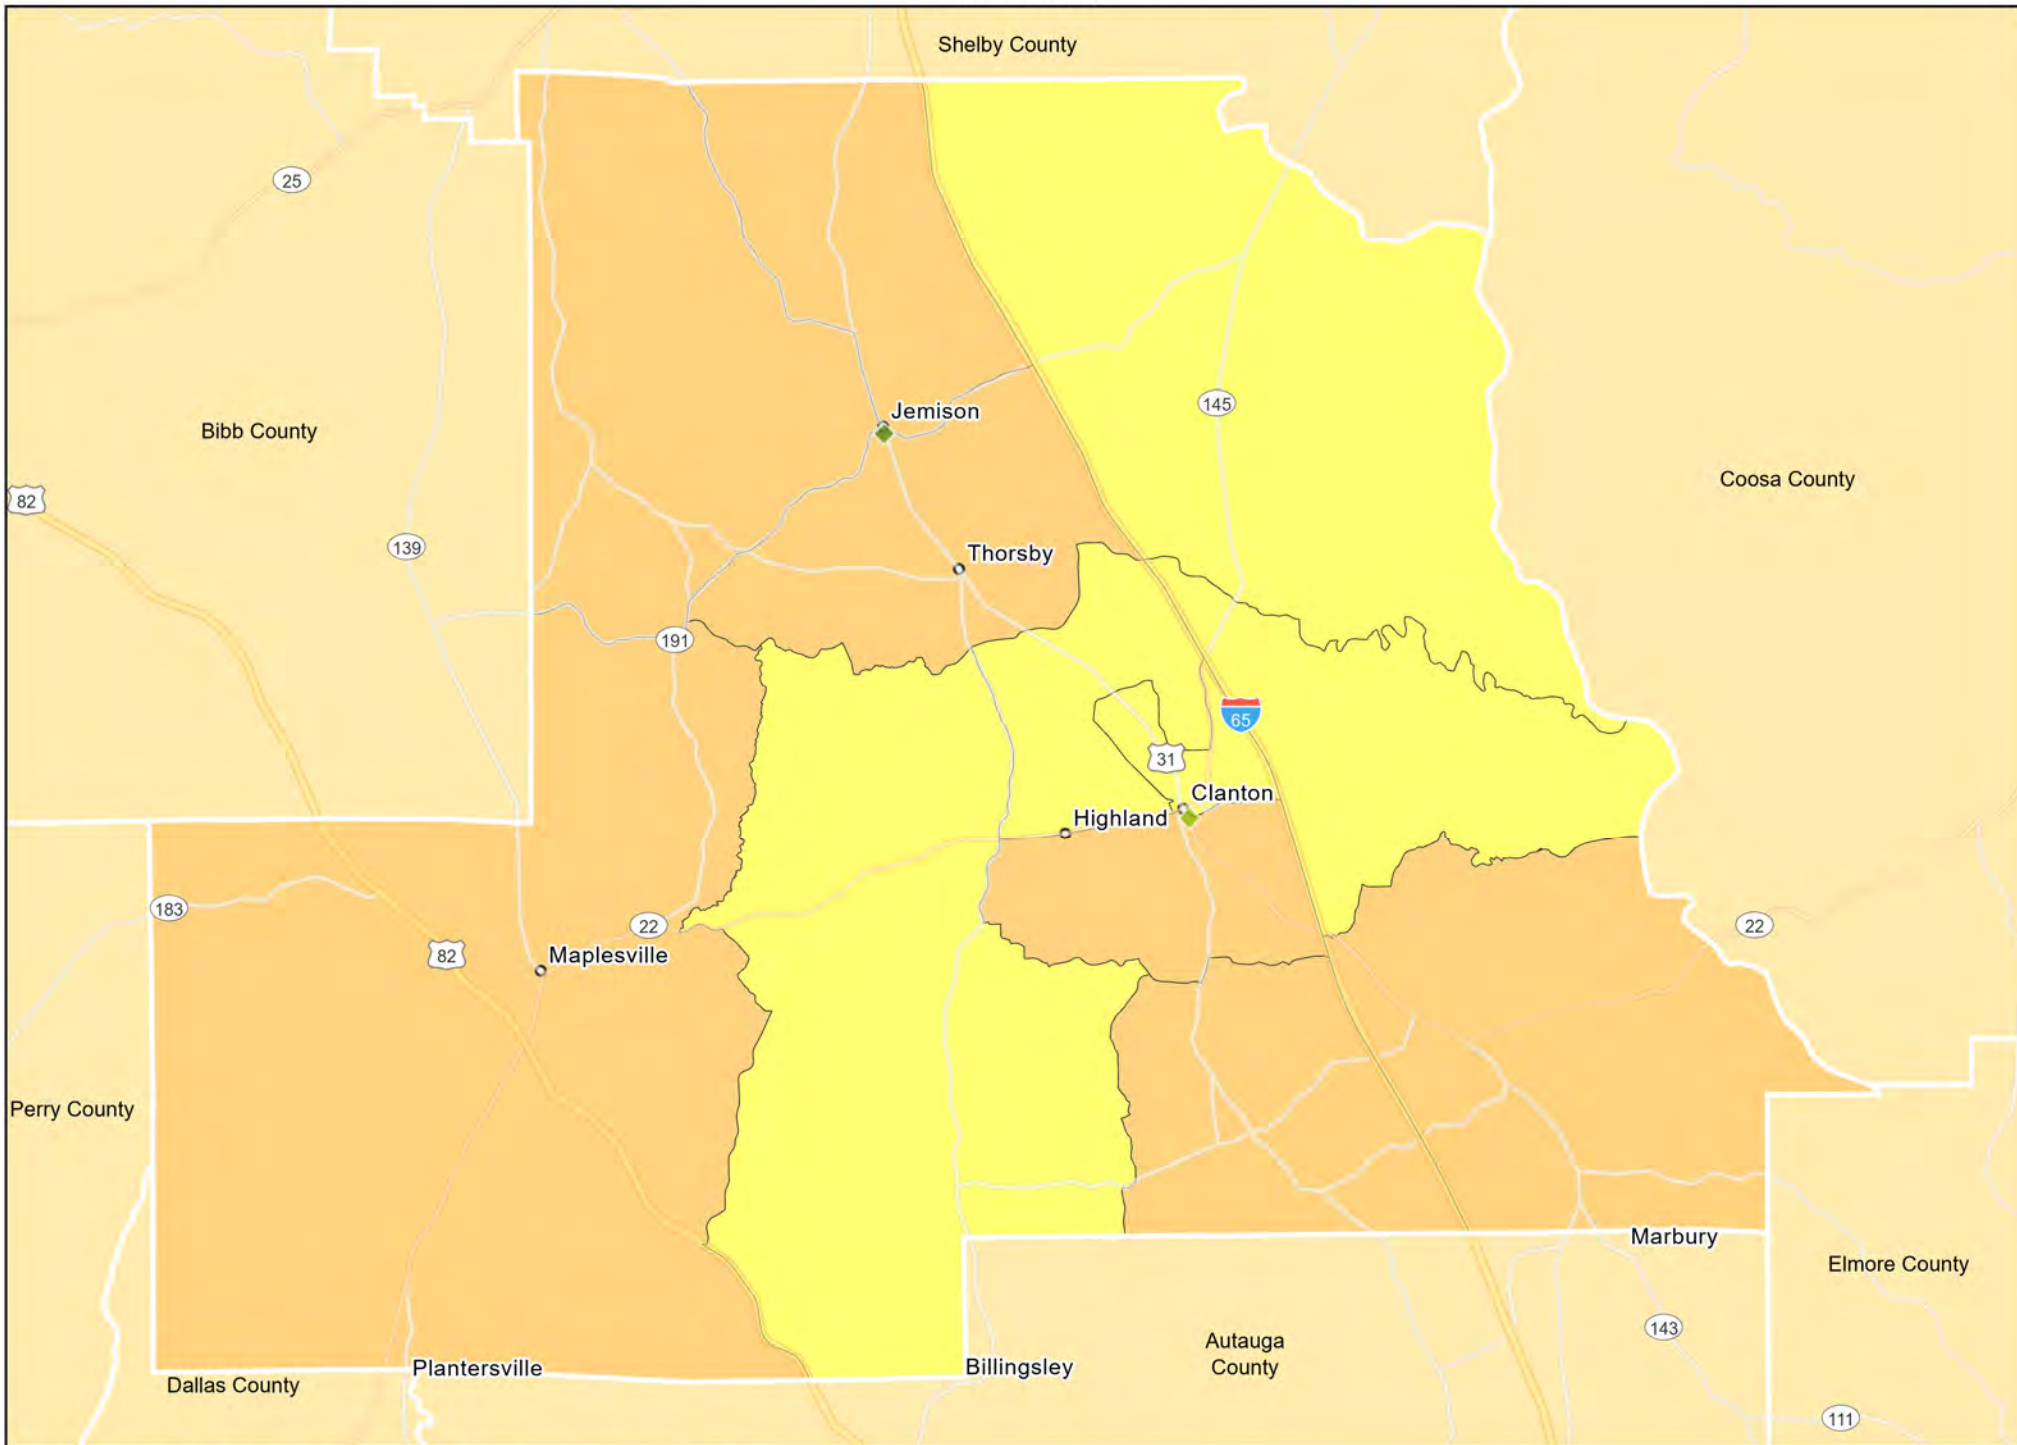 Shelby County
25
Bibb County
Jemison
145
Coosa County
82
139
Thorsby
191
65
31
Clanton
Highland
183
22
82
Maplesville
22
Perry County
Marbury
Elmore County
143
Autauga
County
Plantersville
Billingsley
Dallas County
111